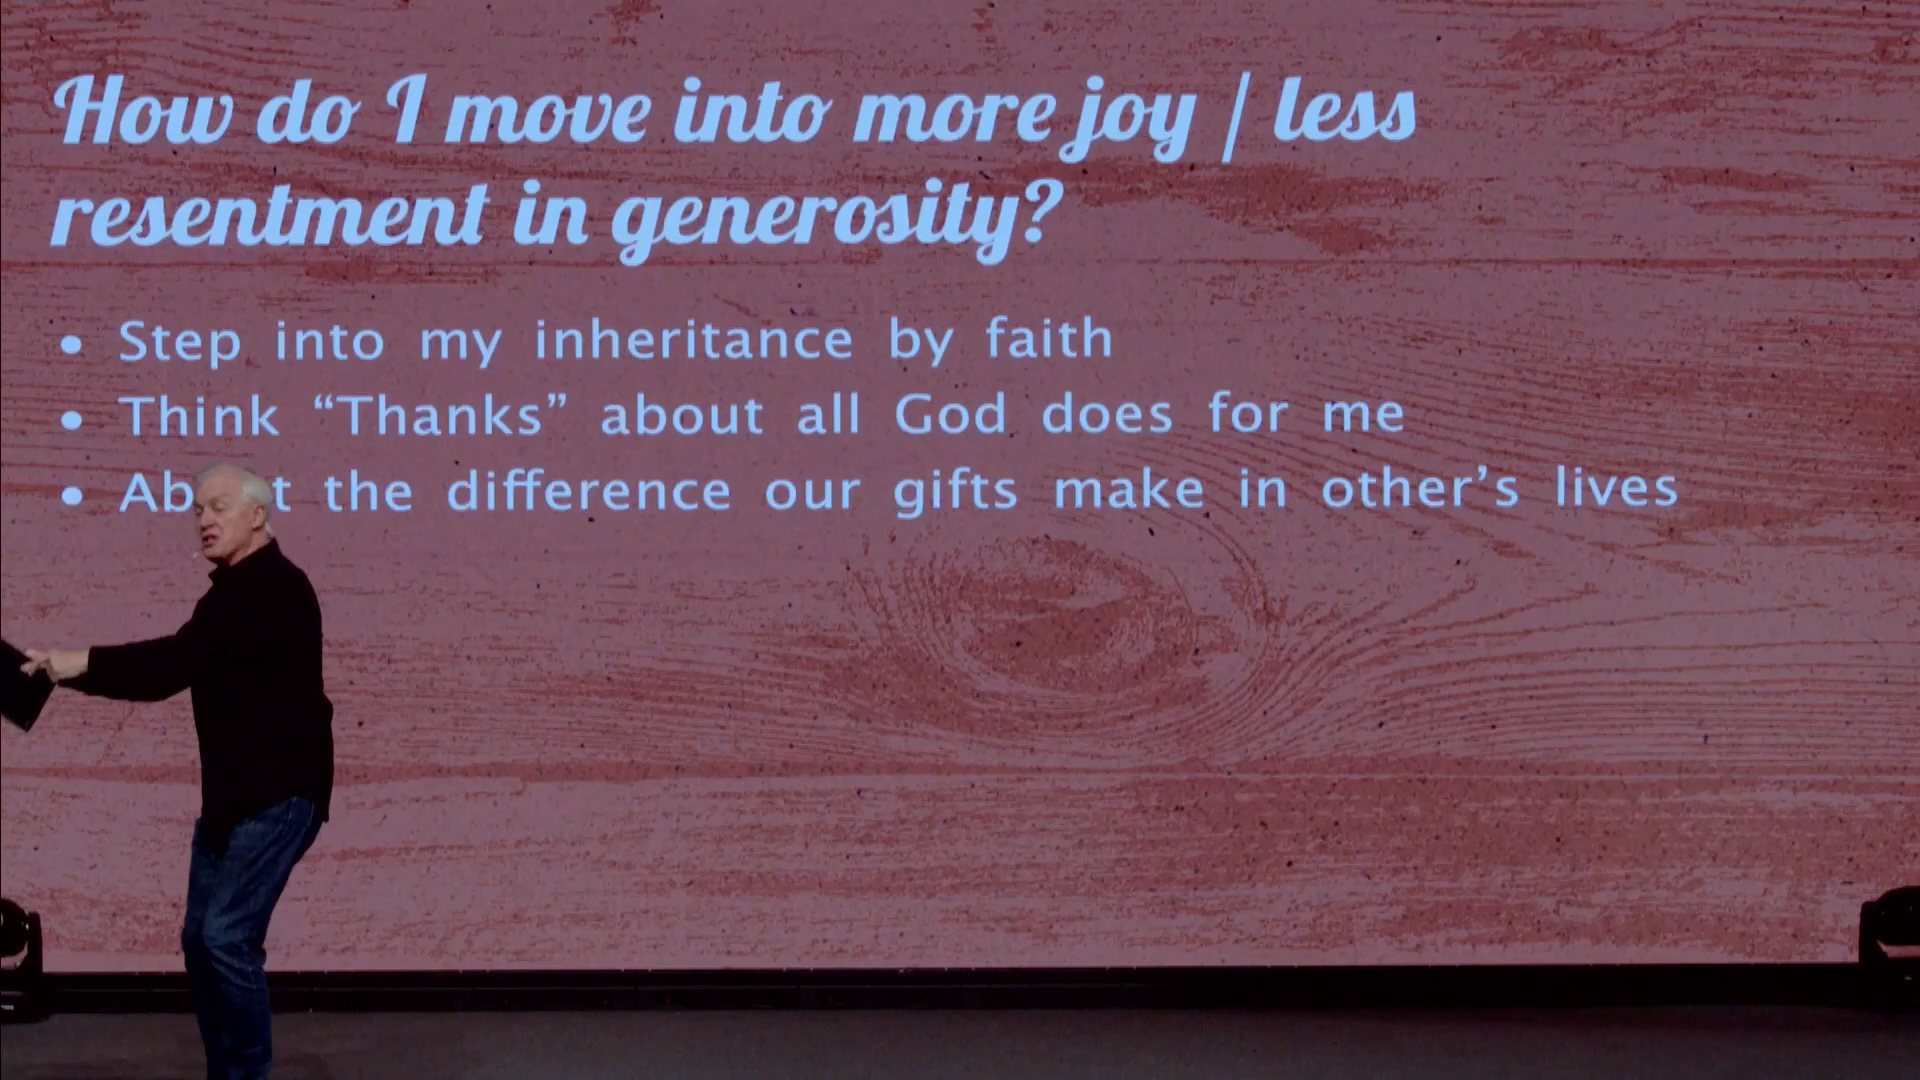 How do I move into more joy / less
resentment in generosity?
• Step into my inheritance by faith
• Think “Thanks” about all God does for me
• Ab t the difference our gifts make in other’s lives